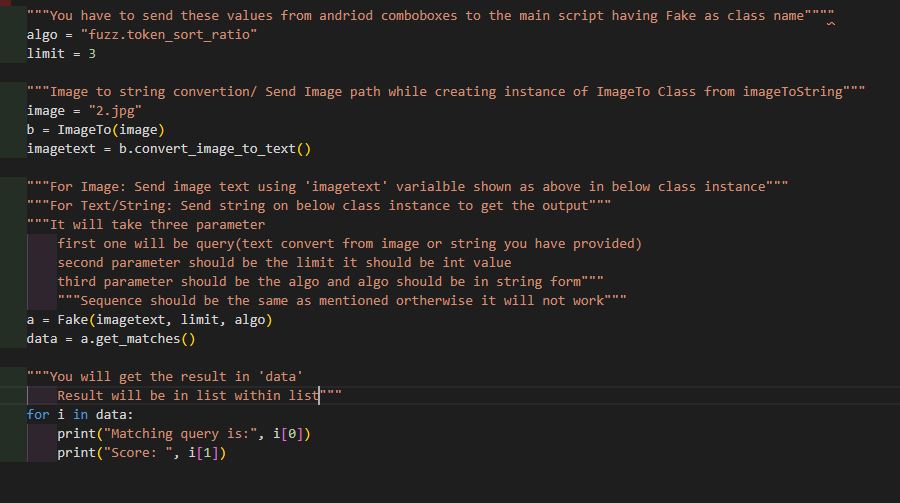 """You have to send these values from andriod comboboxes to the main script having Fake as class name""""
algo = "fuzz.token_sort_ratio"
limit = 3
"""Image to string convertion/ Send Image path while creating instance of ImageTo Class from imageToString"""
image = "2.jpg"
b = ImageTo(image)
imagetext = b.convert_image_to_text()
"""For Image: Send image text using 'imagetext' varialble shown as above in below class instance"""
"""For Text/String: Send string on below class instance to get the output"""
"""It will take three parameter
first one will be query(text convert from image or string you have provided)
second parameter should be the limit it should be int value
third parameter should be the algo and algo should be in string form"""
"""Sequence should be the same as mentioned ortherwise it will not work"""
a = Fake(imagetext, limit, algo)
data = a.get_matches()
"""You will get the result in 'data'
Result will be in list within list"""
for i in data:
print("Matching query is:", i[0])
print("Score: ", i[1])